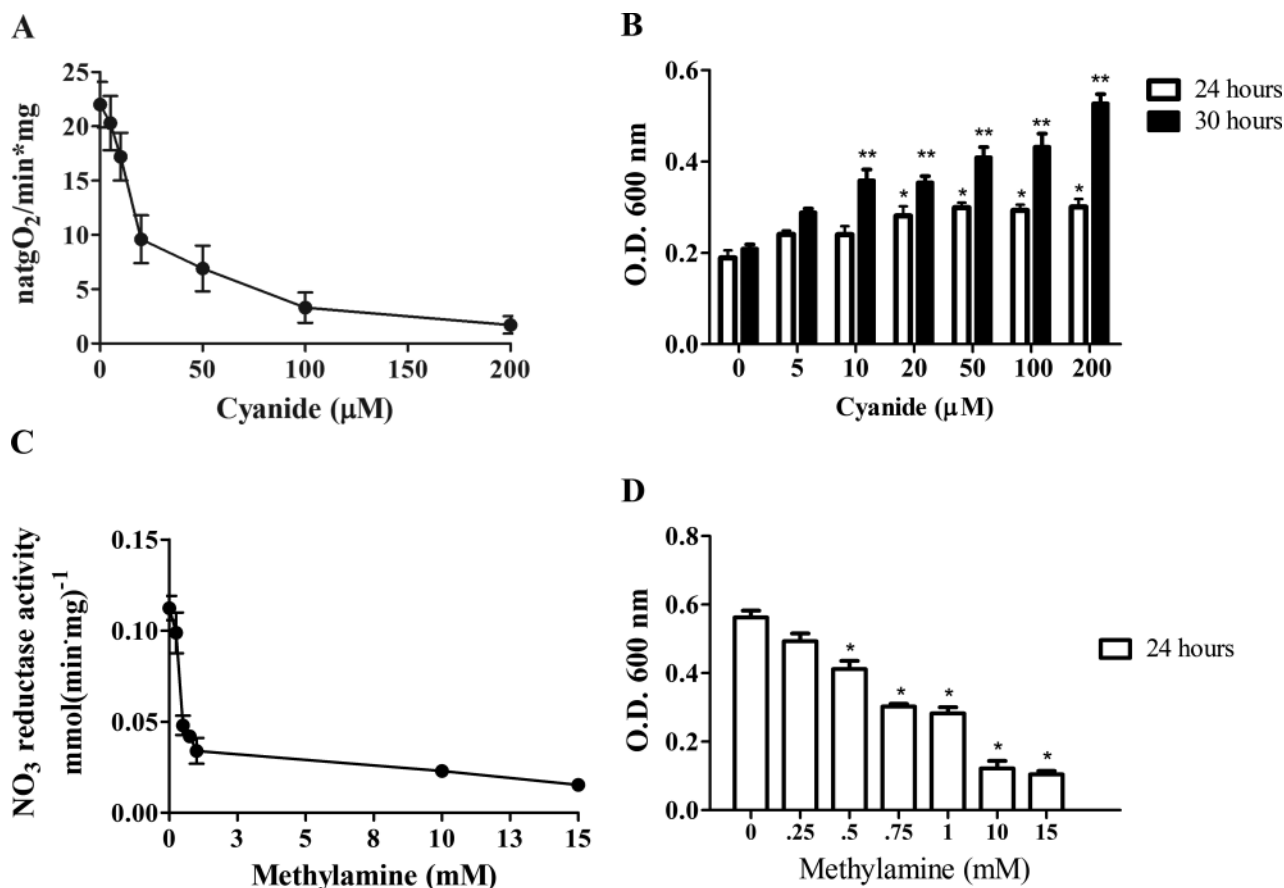 A
natgO2/min*mg
25
20
15
10
5
0
0 50 100 150 200
Cyanide (µM)
B
O.D. 600 nm
0.6
0.4
0.2
0.0
** ** ** ** **
* * * *
0 5 10 20 50 100 200
Cyanide (µM)
24 hours
30 hours
C
NO3 reductase activity
mmol(min·mg)-1
0.15
0.10
0.05
0.00
0 3 5 8 10 13 15
Methylamine (mM)
D
O.D. 600 nm
0.8
0.6
0.4
0.2
0.0
* * * * *
0 .25 .5 .75 1 10 15
Methylamine (mM)
24 hours